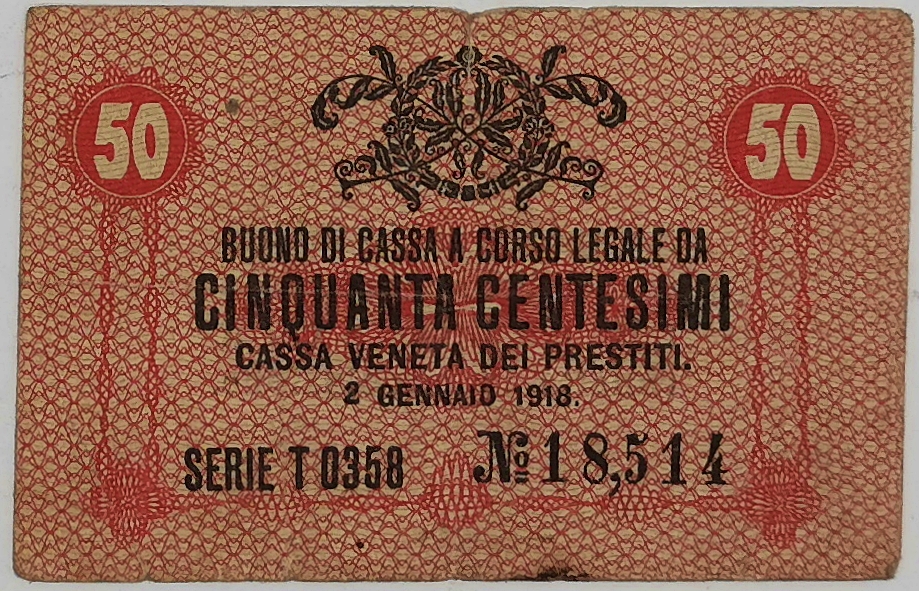 50 50
BUONO DI CASSA A CORSO LEGALE DA
CINQUANTA CENTESIMI
CASSA VENETA DEI PRESTITI.
2 GENNAIO 1918.
SERIE T 0358 № 18,514